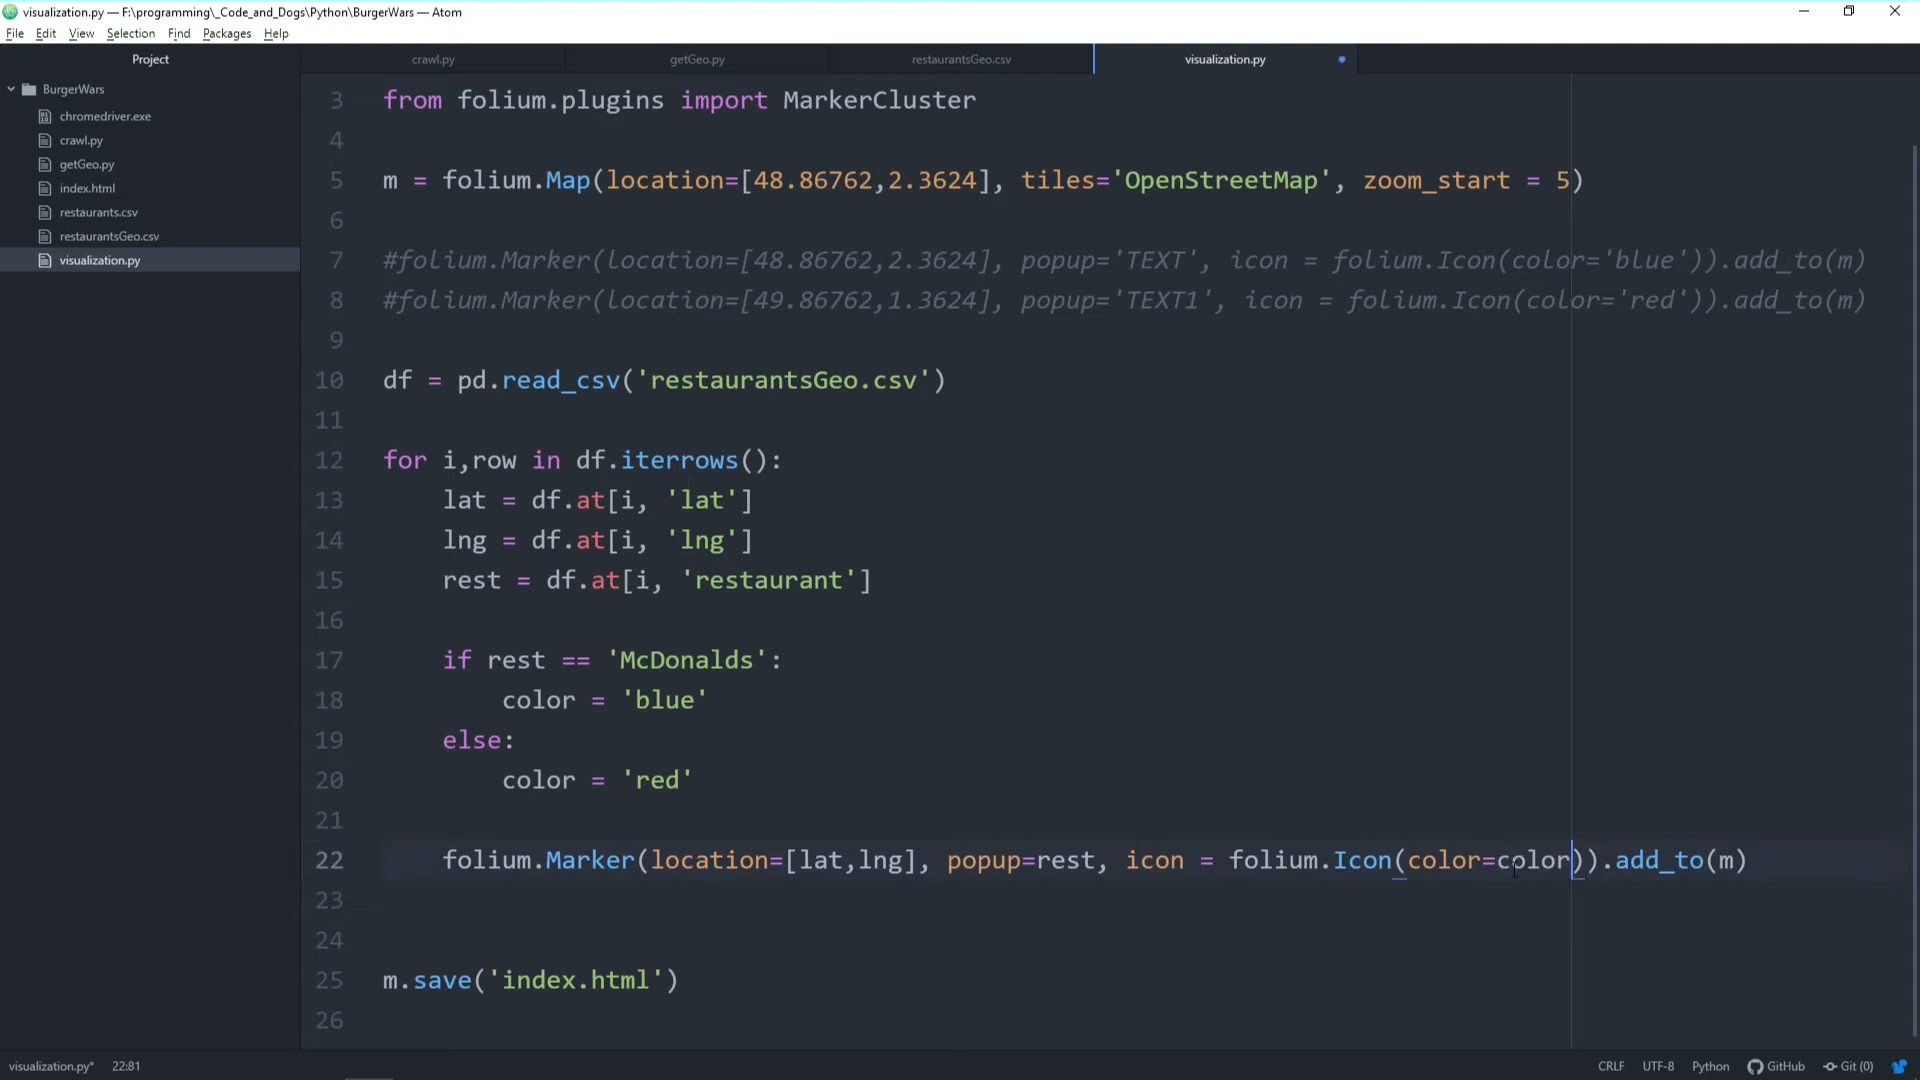 visualization.py — F:\programming\_Code_and_Dogs\Python\BurgerWars — Atom
File Edit View Selection Find Packages Help
Project
crawl.py
getGeo.py
restaurantsGeo.csv
visualization.py
BurgerWars
chromedriver.exe
crawl.py
getGeo.py
index.html
restaurants.csv
restaurantsGeo.csv
visualization.py
3 from folium.plugins import MarkerCluster
4
5 m = folium.Map(location=[48.86762,2.3624], tiles='OpenStreetMap', zoom_start = 5)
6
7 #folium.Marker(location=[48.86762,2.3624], popup='TEXT', icon = folium.Icon(color='blue')).add_to(m)
8 #folium.Marker(location=[49.86762,1.3624], popup='TEXT1', icon = folium.Icon(color='red')).add_to(m)
9
10 df = pd.read_csv('restaurantsGeo.csv')
11
12 for i,row in df.iterrows():
13     lat = df.at[i, 'lat']
14     lng = df.at[i, 'lng']
15     rest = df.at[i, 'restaurant']
16
17     if rest == 'McDonalds':
18         color = 'blue'
19     else:
20         color = 'red'
21
22     folium.Marker(location=[lat,lng], popup=rest, icon = folium.Icon(color=color)).add_to(m)
23
24
25 m.save('index.html')
26
visualization.py* 22:81
CRLF UTF-8 Python GitHub Git (0)